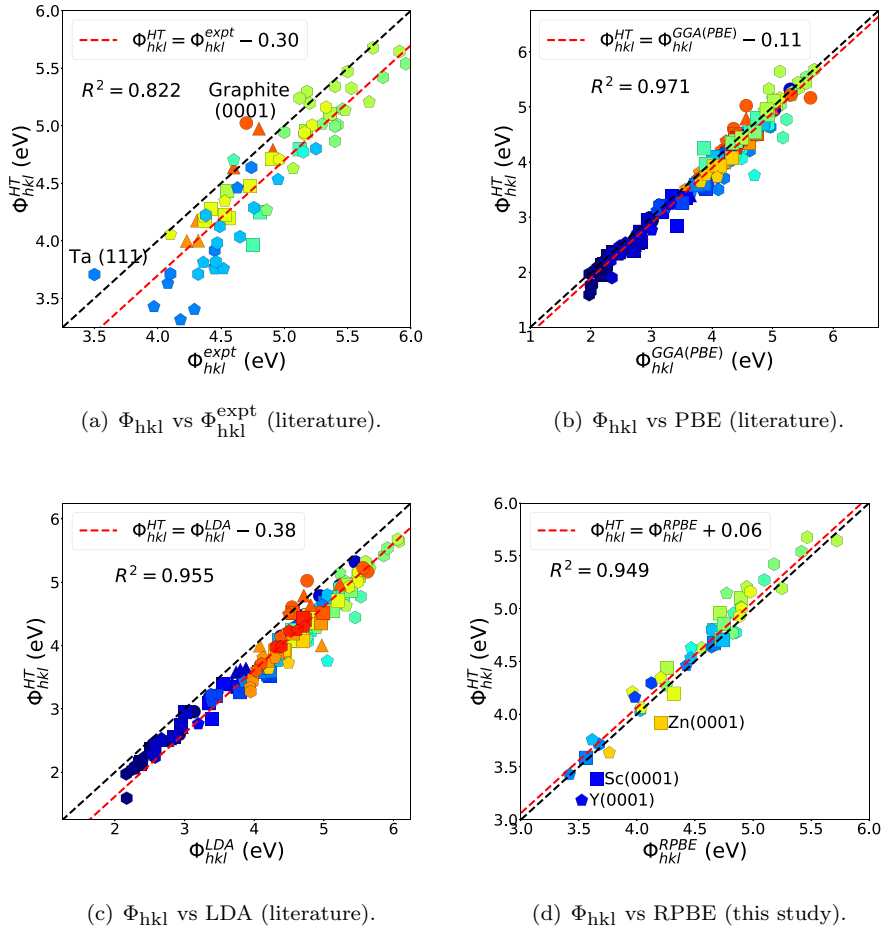 Φ_hkl^HT = Φ_hkl^expt − 0.30
R² = 0.822
Graphite
(0001)
Ta (111)
6.0
5.5
5.0
4.5
4.0
3.5
3.5 4.0 4.5 5.0 5.5 6.0
Φ_hkl^HT (eV)
Φ_hkl^expt (eV)
(a) Φ_hkl vs Φ_hkl^expt (literature).
Φ_hkl^HT = Φ_hkl^GGA(PBE) − 0.11
R² = 0.971
6
5
4
3
2
1
1 2 3 4 5 6
Φ_hkl^HT (eV)
Φ_hkl^GGA(PBE) (eV)
(b) Φ_hkl vs PBE (literature).
Φ_hkl^HT = Φ_hkl^LDA − 0.38
R² = 0.955
6
5
4
3
2
2 3 4 5 6
Φ_hkl^HT (eV)
Φ_hkl^LDA (eV)
(c) Φ_hkl vs LDA (literature).
Φ_hkl^HT = Φ_hkl^RPBE + 0.06
R² = 0.949
Zn(0001)
Sc(0001)
Y(0001)
6.0
5.5
5.0
4.5
4.0
3.5
3.0
3.0 3.5 4.0 4.5 5.0 5.5 6.0
Φ_hkl^HT (eV)
Φ_hkl^RPBE (eV)
(d) Φ_hkl vs RPBE (this study).